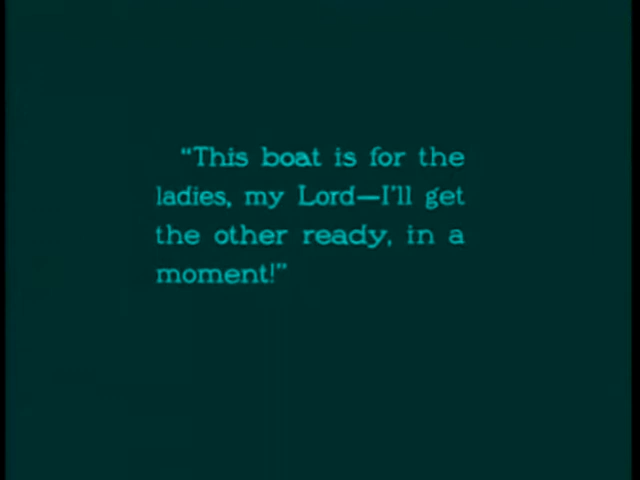 “This boat is for the
ladies, my Lord—I’ll get
the other ready, in a
moment!”